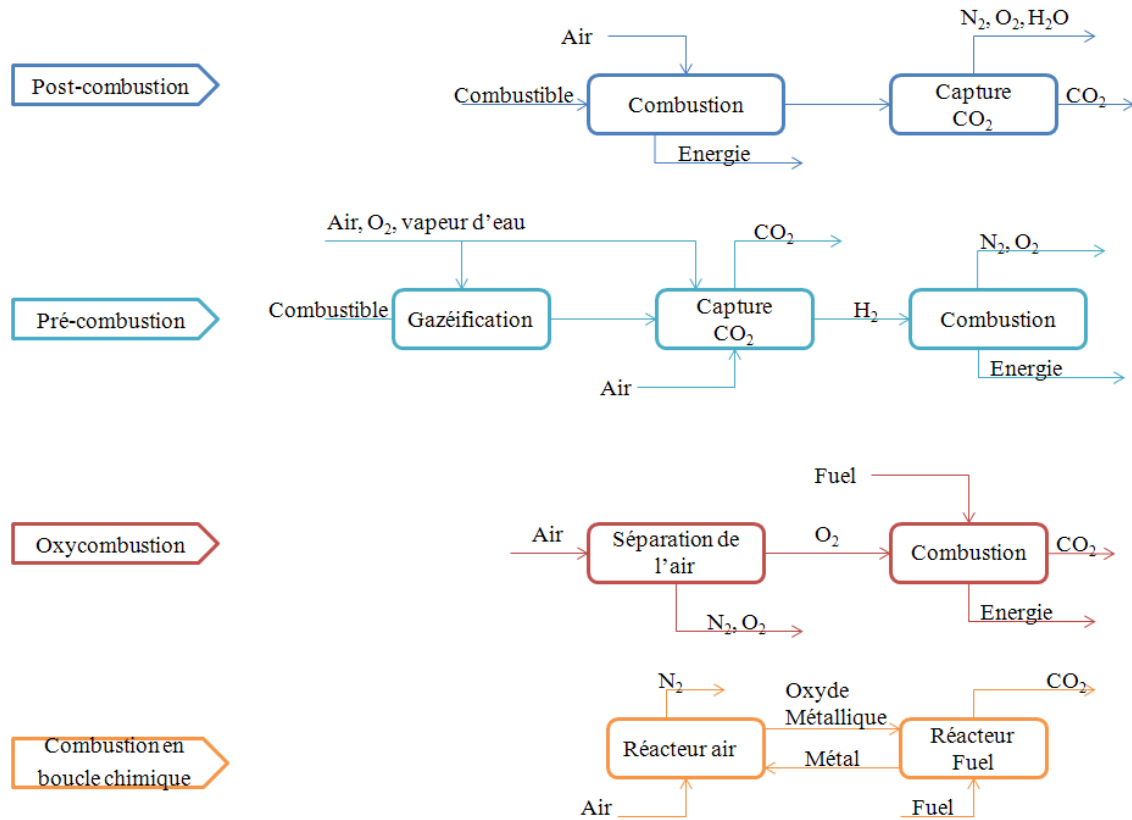 N₂, O₂, H₂O
Air
Post-combustion
Combustible
Combustion
Capture
CO₂
CO₂
Energie
Air, O₂, vapeur d’eau
CO₂
N₂, O₂
Pré-combustion
Combustible
Gazéification
Capture
CO₂
H₂
Combustion
Air
Energie
Fuel
Oxycombustion
Air
Séparation de
l’air
O₂
Combustion
CO₂
N₂, O₂
Energie
N₂
Oxyde
Métallique
CO₂
Combustion en
boucle chimique
Réacteur air
Métal
Réacteur
Fuel
Air
Fuel